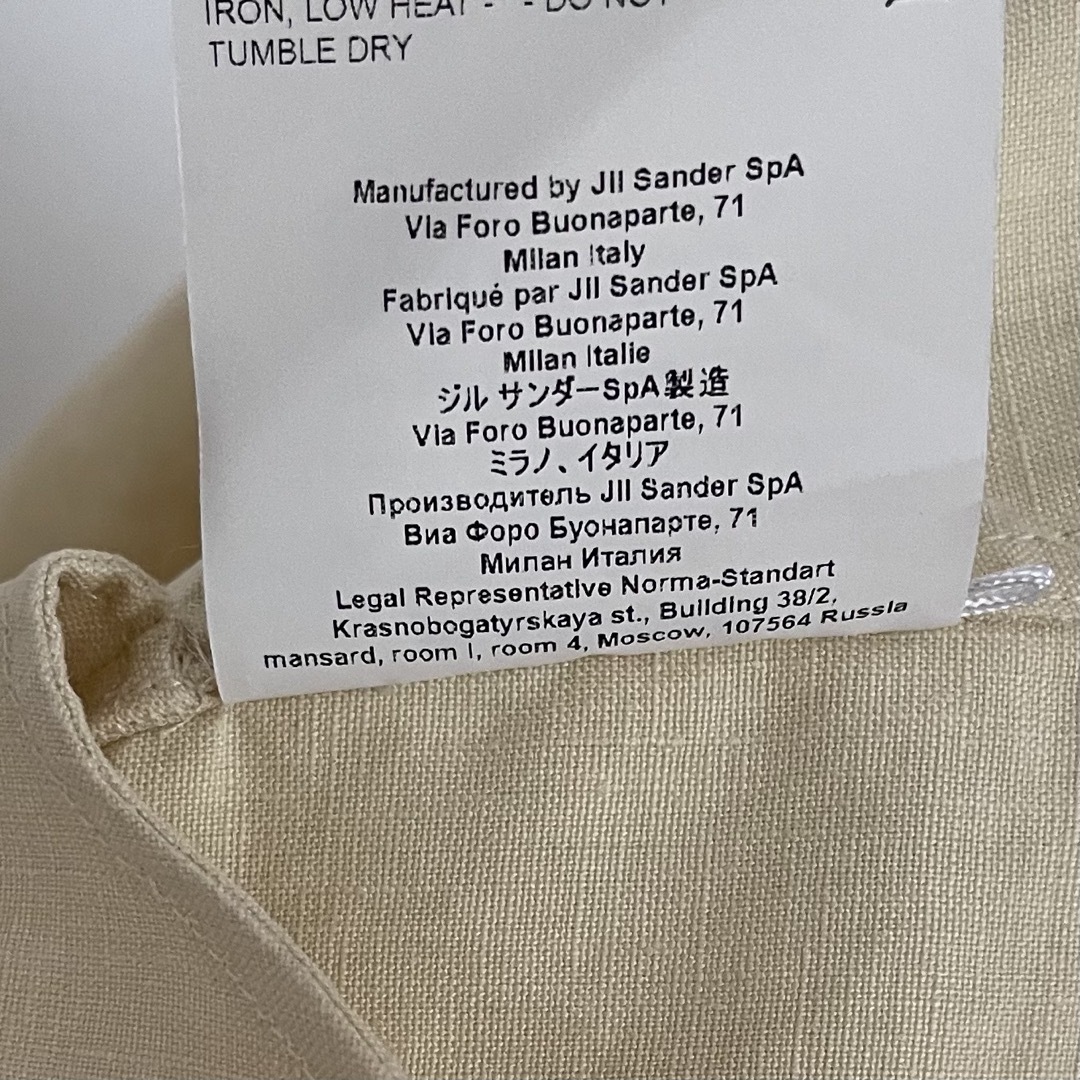 IRON, LOW HEAT - - DO NOT
TUMBLE DRY
Manufactured by Jil Sander SpA
Via Foro Buonaparte, 71
Milan Italy
Fabriqué par Jil Sander SpA
Via Foro Buonaparte, 71
Milan Italie
ジル サンダーSpA製造
Via Foro Buonaparte, 71
ミラノ、イタリア
Производитель Jil Sander SpA
Виа Форо Буонапарте, 71
Милан Италия
Legal Representative Norma-Standart
Krasnobogatyrskaya st., Building 38/2,
mansard, room I, room 4, Moscow, 107564 Russia